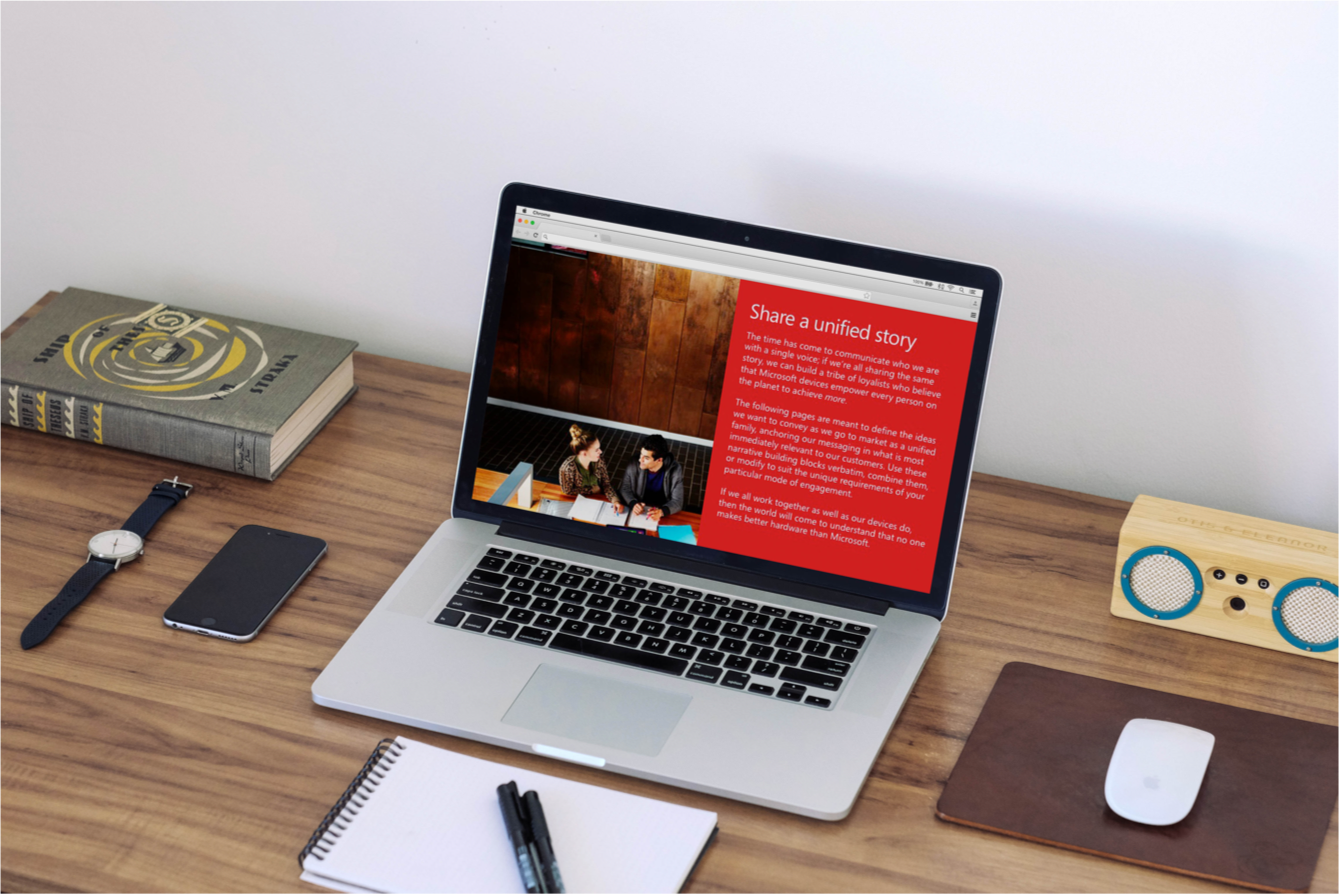 Chrome
100%
Share a unified story
The time has come to communicate who we are
with a single voice; if we're all sharing the same
story, we can build a tribe of loyalists who believe
that Microsoft devices empower every person on
the planet to achieve more.
The following pages are meant to define the ideas
we want to convey as we go to market as a unified
family, anchoring our messaging in what is most
immediately relevant to our customers. Use these
narrative building blocks verbatim, combine them,
or modify to suit the unique requirements of your
particular mode of engagement.
If we all work together as well as our devices do,
then the world will come to understand that no one
makes better hardware than Microsoft.
SHIP OF THESEUS
V.M. STRAKA
SHIP OF
THESEUS
V.M. STRAKA